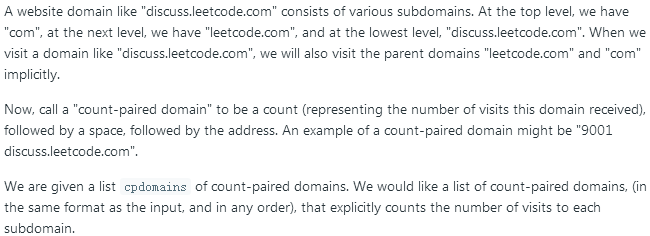 A website domain like "discuss.leetcode.com" consists of various subdomains. At the top level, we have
"com", at the next level, we have "leetcode.com", and at the lowest level, "discuss.leetcode.com". When we
visit a domain like "discuss.leetcode.com", we will also visit the parent domains "leetcode.com" and "com"
implicitly.
Now, call a "count-paired domain" to be a count (representing the number of visits this domain received),
followed by a space, followed by the address. An example of a count-paired domain might be "9001
discuss.leetcode.com".
We are given a list cpdomains of count-paired domains. We would like a list of count-paired domains, (in
the same format as the input, and in any order), that explicitly counts the number of visits to each
subdomain.